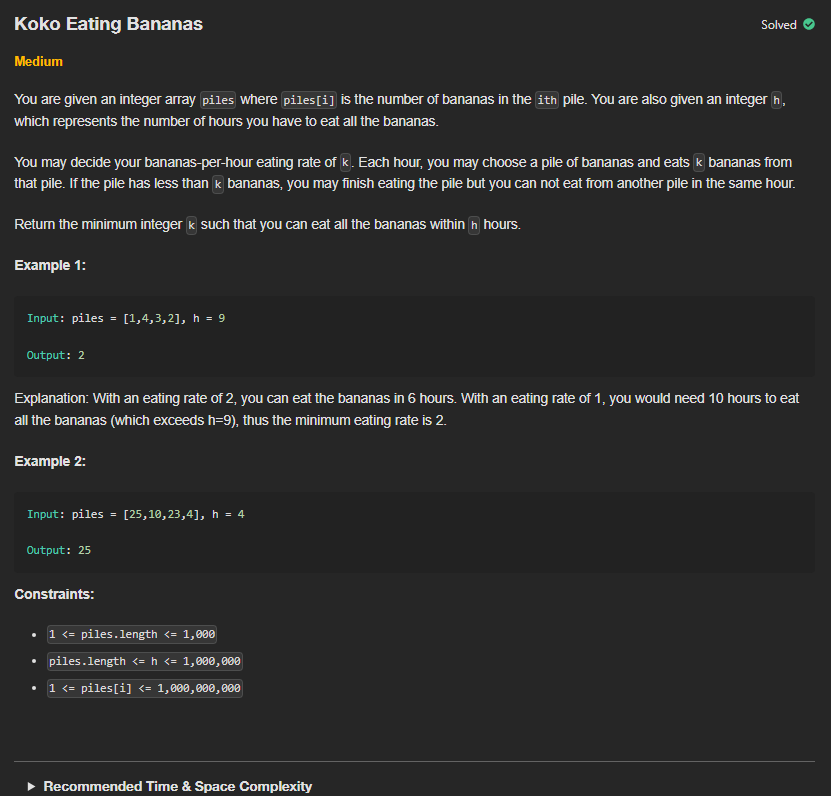 Koko Eating Bananas
Solved
Medium
You are given an integer array piles where piles[i] is the number of bananas in the ith pile. You are also given an integer h,
which represents the number of hours you have to eat all the bananas.
You may decide your bananas-per-hour eating rate of k. Each hour, you may choose a pile of bananas and eats k bananas from
that pile. If the pile has less than k bananas, you may finish eating the pile but you can not eat from another pile in the same hour.
Return the minimum integer k such that you can eat all the bananas within h hours.
Example 1:
Input: piles = [1,4,3,2], h = 9
Output: 2
Explanation: With an eating rate of 2, you can eat the bananas in 6 hours. With an eating rate of 1, you would need 10 hours to eat
all the bananas (which exceeds h=9), thus the minimum eating rate is 2.
Example 2:
Input: piles = [25,10,23,4], h = 4
Output: 25
Constraints:
• 1 <= piles.length <= 1,000
• piles.length <= h <= 1,000,000
• 1 <= piles[i] <= 1,000,000,000
▶ Recommended Time & Space Complexity